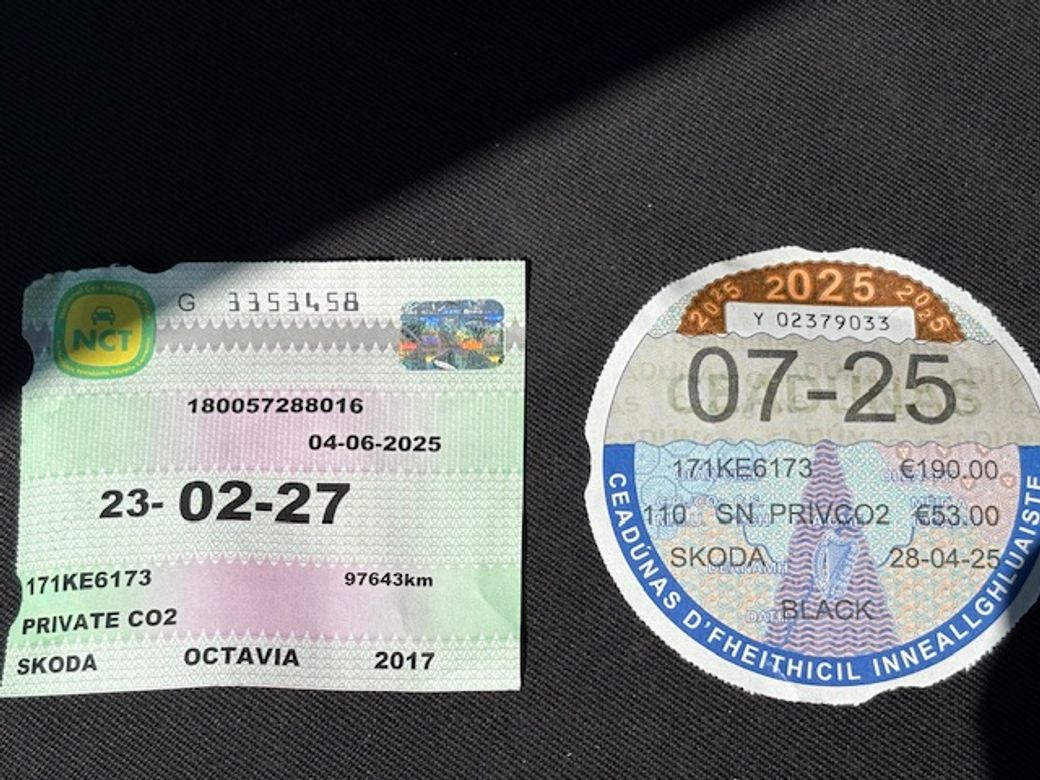 NCT
G 3353458
180057288016
04-06-2025
23- 02-27
171KE6173 97643km
PRIVATE CO2
SKODA OCTAVIA 2017
2025 2025 2025
Y 02379033
07-25
171KE6173 €190.00
110 SN PRIVCO2 €53.00
SKODA 28-04-25
BLACK
CEADÚNAS D'FHEITHICIL INNEALLGHLUAISTE